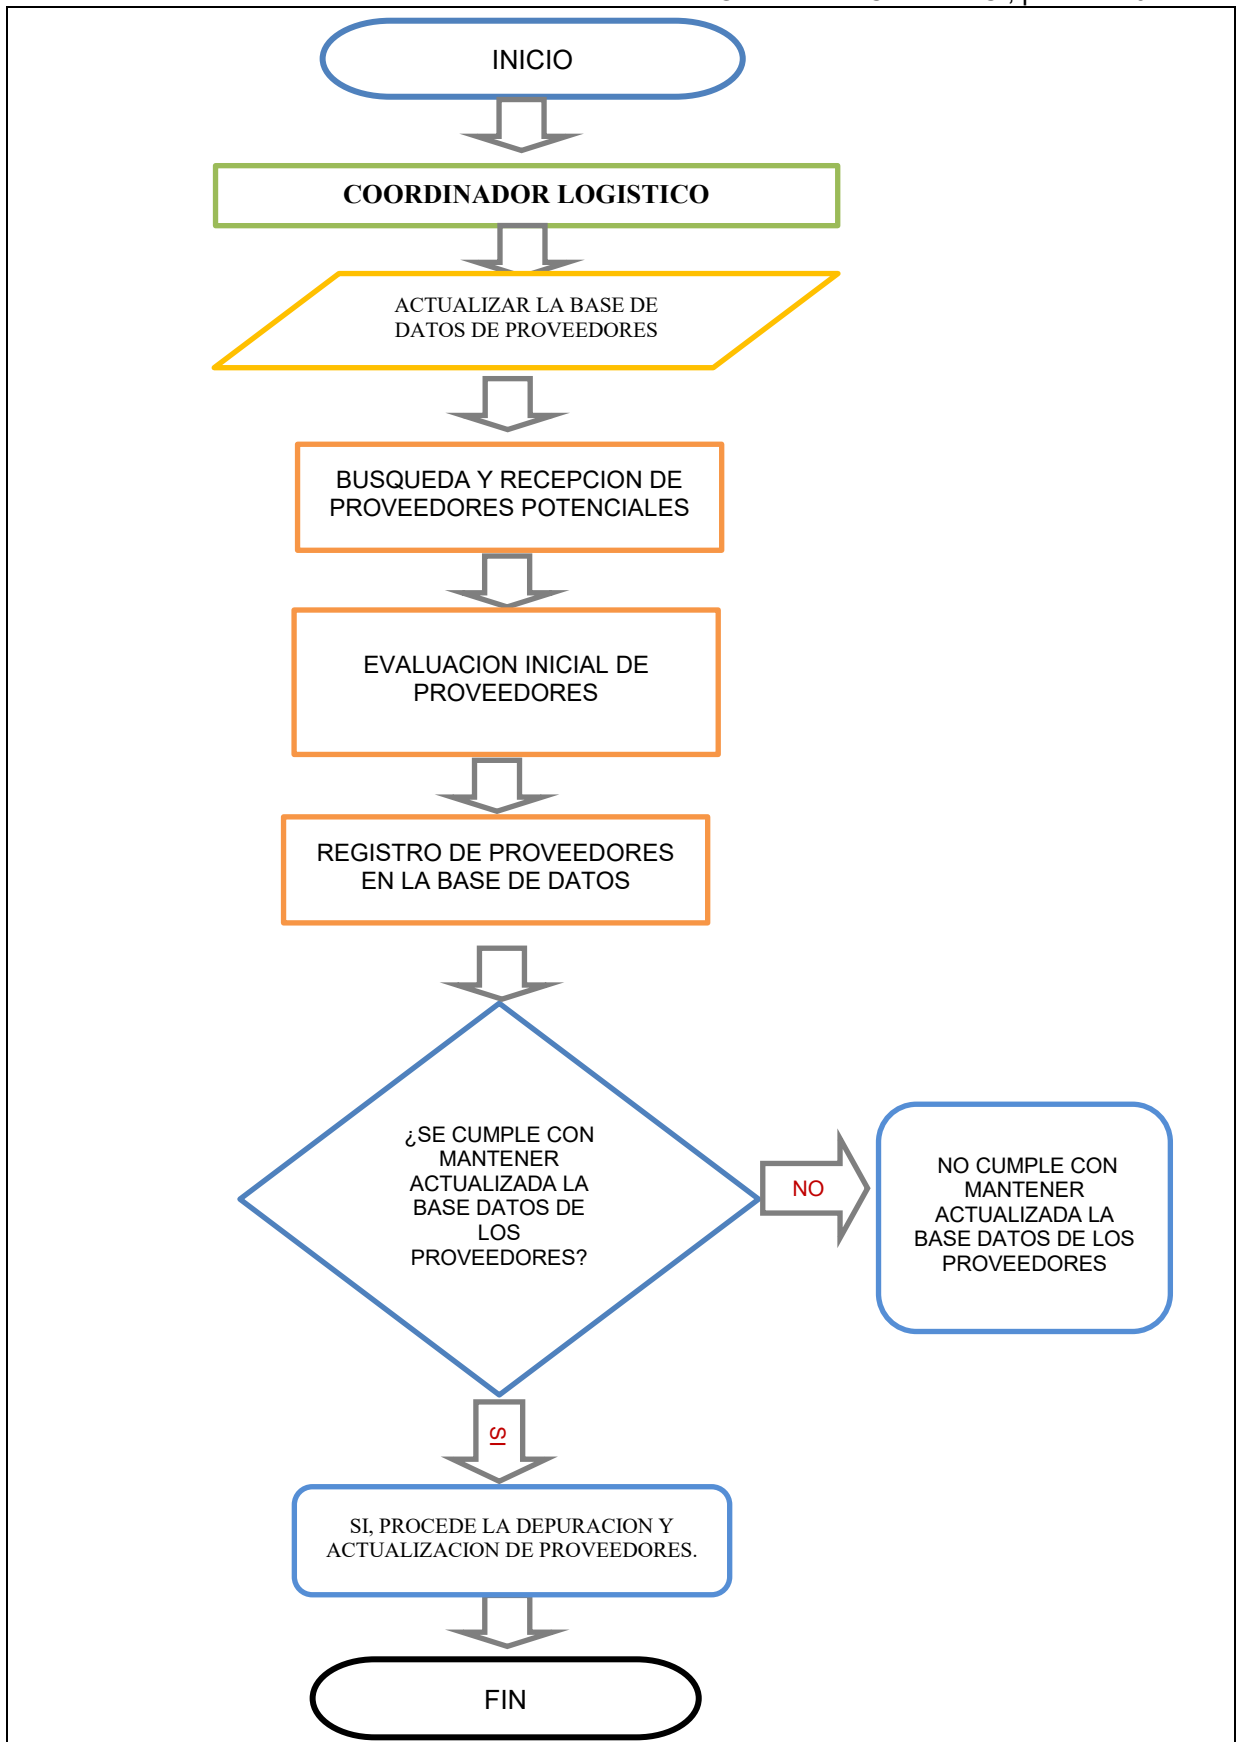 INICIO
COORDINADOR LOGISTICO
ACTUALIZAR LA BASE DE
DATOS DE PROVEEDORES
BUSQUEDA Y RECEPCION DE
PROVEEDORES POTENCIALES
EVALUACION INICIAL DE
PROVEEDORES
REGISTRO DE PROVEEDORES
EN LA BASE DE DATOS
¿SE CUMPLE CON
MANTENER
ACTUALIZADA LA
BASE DATOS DE
LOS
PROVEEDORES?
NO
NO CUMPLE CON
MANTENER
ACTUALIZADA LA
BASE DATOS DE LOS
PROVEEDORES
SI
SI, PROCEDE LA DEPURACION Y
ACTUALIZACION DE PROVEEDORES.
FIN